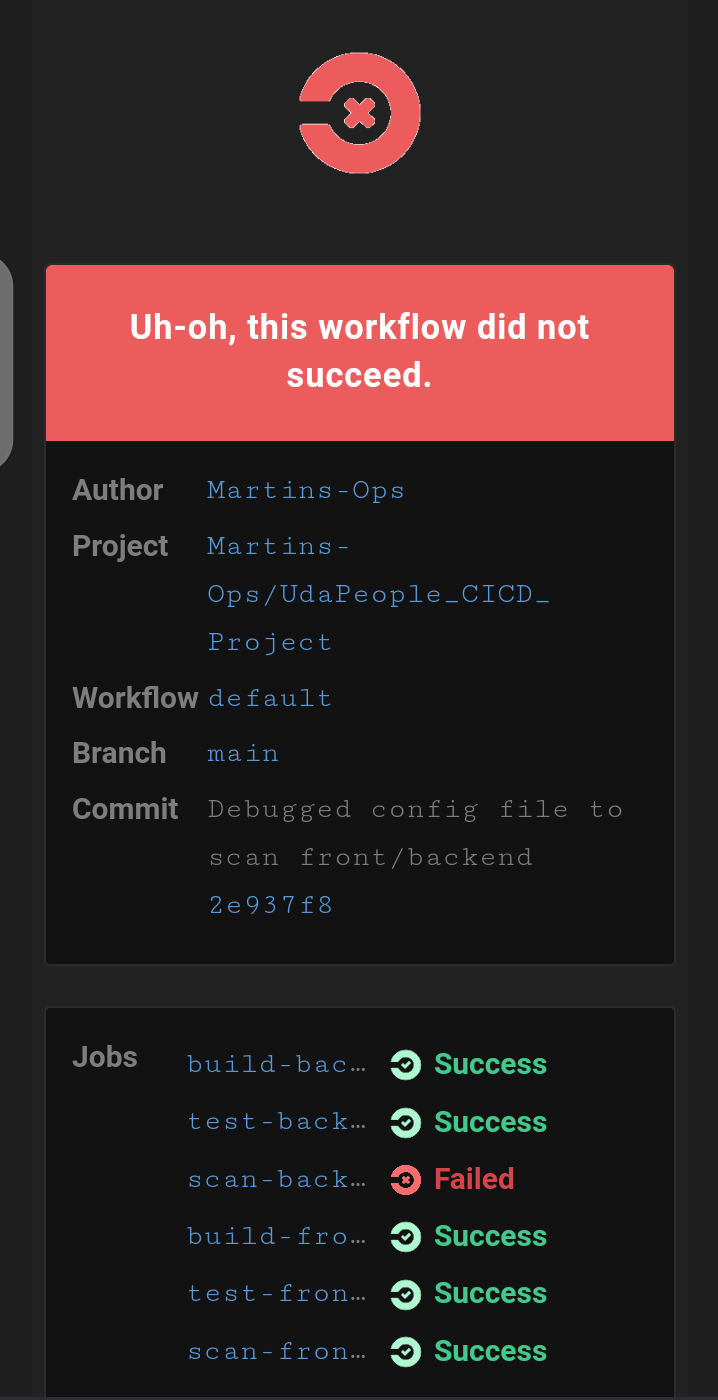 Uh-oh, this workflow did not
succeed.
Author Martins-Ops
Project Martins-
Ops/UdaPeople_CICD_
Project
Workflow default
Branch main
Commit Debugged config file to
scan front/backend
2e937f8
Jobs build-bac… Success
test-back… Success
scan-back… Failed
build-fro… Success
test-fron… Success
scan-fron… Success